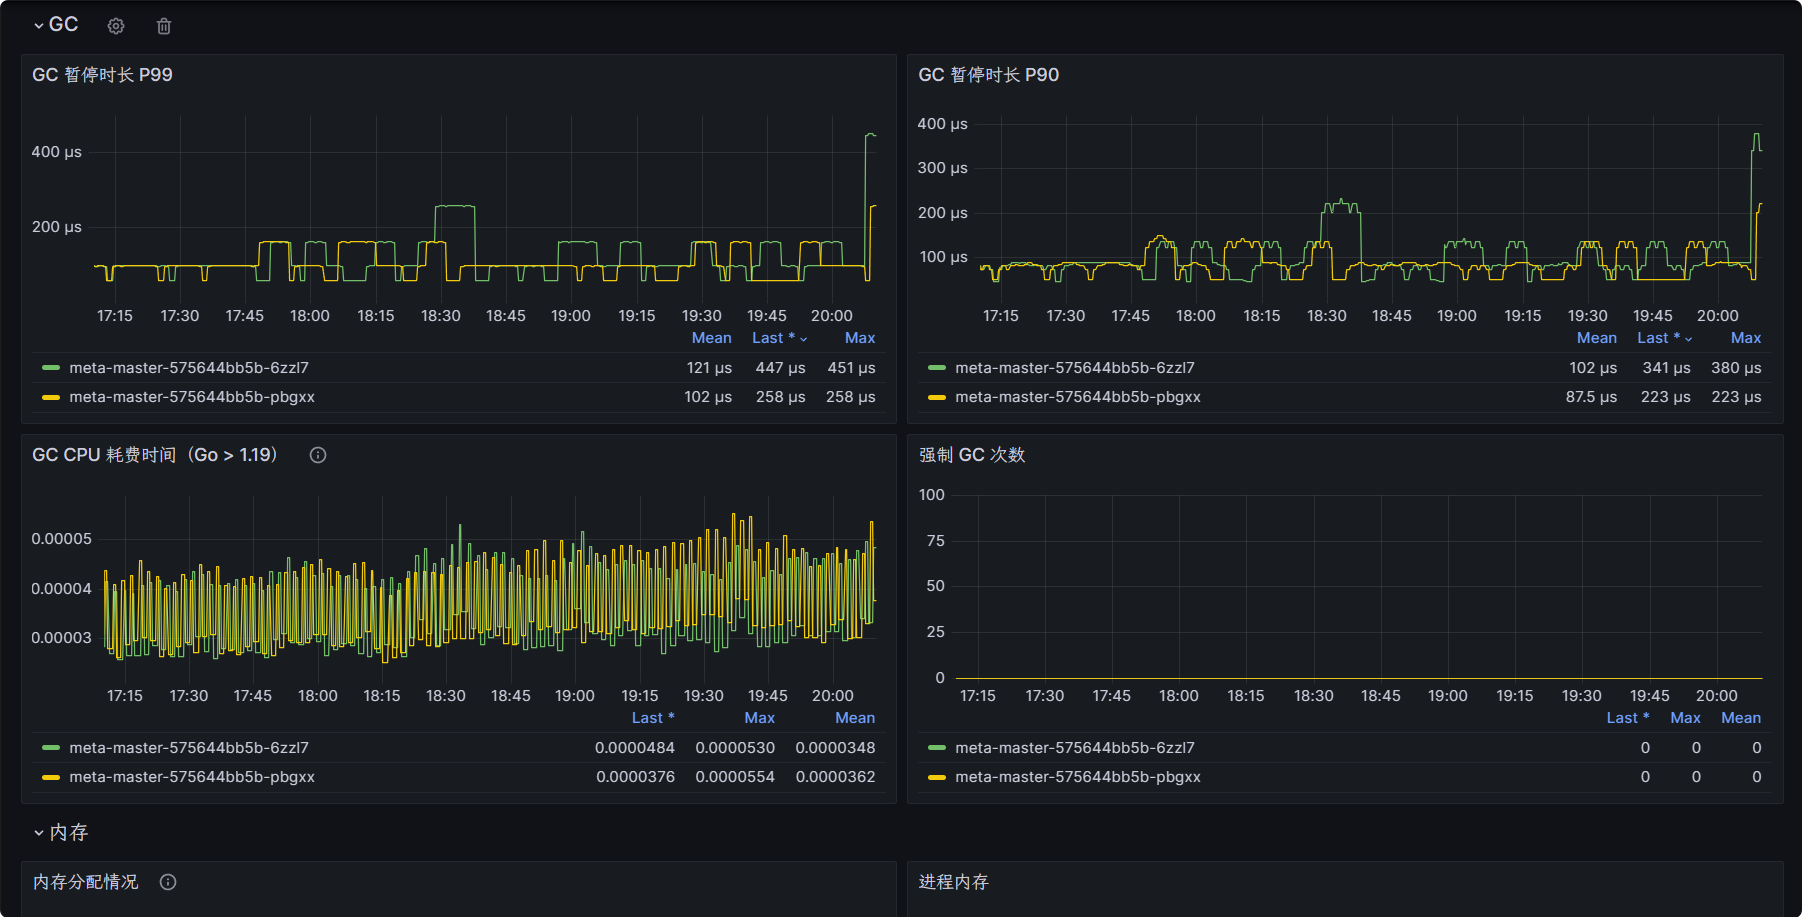 GC
GC 暂停时长 P99
400 µs
200 µs
17:15 17:30 17:45 18:00 18:15 18:30 18:45 19:00 19:15 19:30 19:45 20:00
Mean Last * Max
meta-master-575644bb5b-6zzl7 121 µs 447 µs 451 µs
meta-master-575644bb5b-pbgxx 102 µs 258 µs 258 µs
GC 暂停时长 P90
400 µs
300 µs
200 µs
100 µs
17:15 17:30 17:45 18:00 18:15 18:30 18:45 19:00 19:15 19:30 19:45 20:00
Mean Last * Max
meta-master-575644bb5b-6zzl7 102 µs 341 µs 380 µs
meta-master-575644bb5b-pbgxx 87.5 µs 223 µs 223 µs
GC CPU 耗费时间（Go > 1.19）
0.00005
0.00004
0.00003
17:15 17:30 17:45 18:00 18:15 18:30 18:45 19:00 19:15 19:30 19:45 20:00
Last * Max Mean
meta-master-575644bb5b-6zzl7 0.0000484 0.0000530 0.0000348
meta-master-575644bb5b-pbgxx 0.0000376 0.0000554 0.0000362
强制 GC 次数
100
75
50
25
0
17:15 17:30 17:45 18:00 18:15 18:30 18:45 19:00 19:15 19:30 19:45 20:00
Last * Max Mean
meta-master-575644bb5b-6zzl7 0 0 0
meta-master-575644bb5b-pbgxx 0 0 0
内存
内存分配情况
进程内存